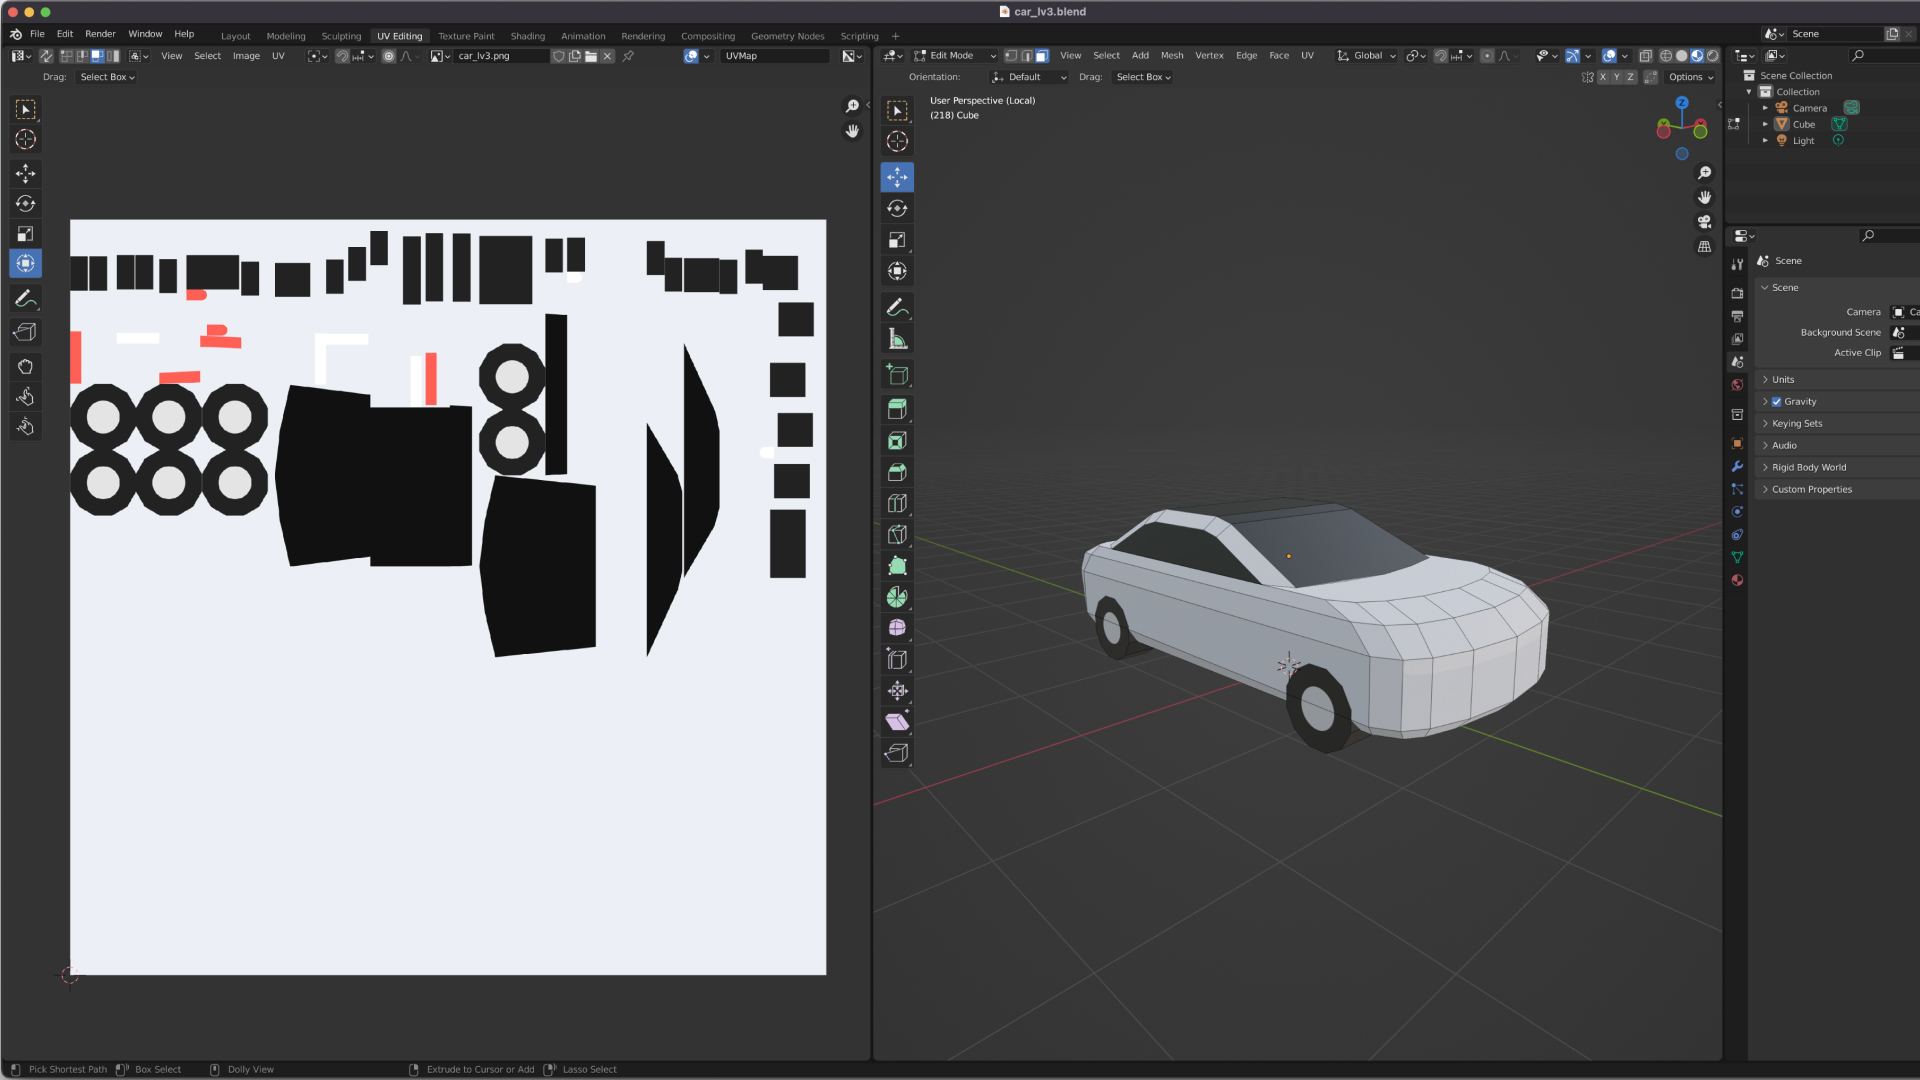 car_lv3.blend
File Edit Render Window Help Layout Modeling Sculpting UV Editing Texture Paint Shading Animation Rendering Compositing Geometry Nodes Scripting + Scene
View Select Image UV car_lv3.png UVMap Edit Mode View Select Add Mesh Vertex Edge Face UV Global
Drag: Select Box Orientation: Default Drag: Select Box X Y Z Options
User Perspective (Local)
(218) Cube
Z
Scene Collection
Collection
Camera
Cube
Light
Scene
Scene
Camera Ca
Background Scene
Active Clip
Units
Gravity
Keying Sets
Audio
Rigid Body World
Custom Properties
Pick Shortest Path Box Select Dolly View Extrude to Cursor or Add Lasso Select